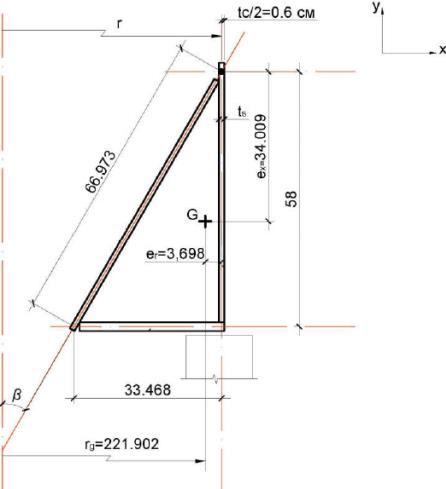 r
tc/2=0.6 см
y
x
66.973
ts
ex=34.009
58
G
er=3,698
33.468
β
rg=221.902